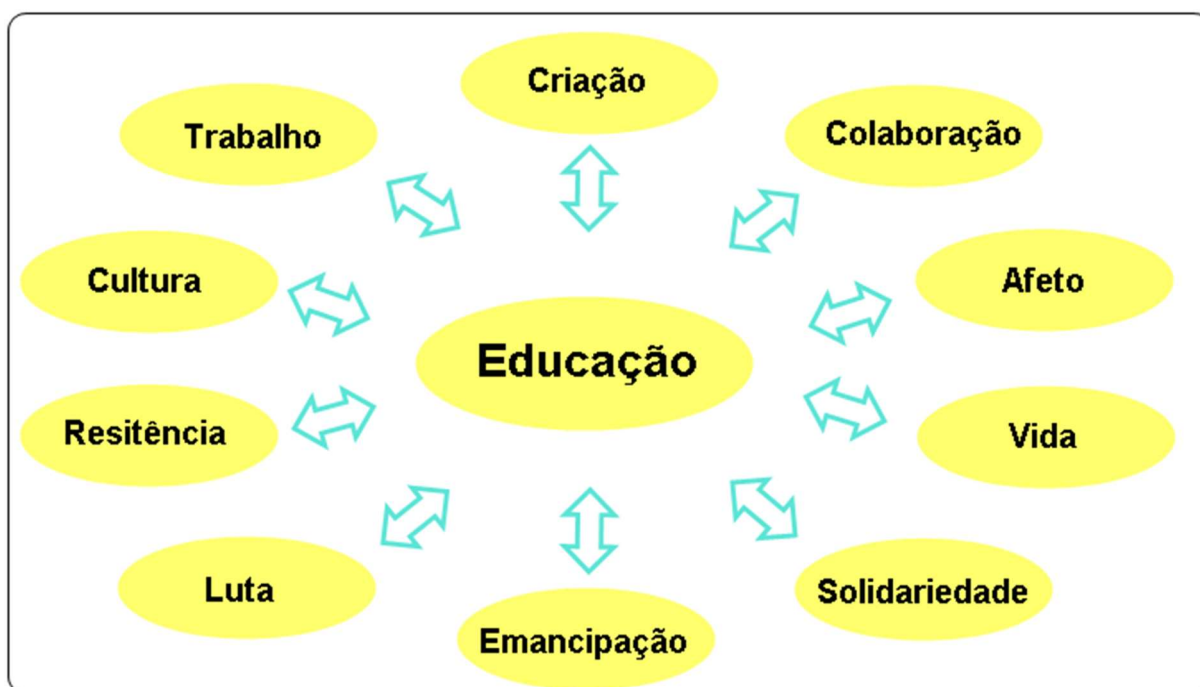 Criação
Trabalho
Colaboração
Cultura
Afeto
Educação
Resitência
Vida
Luta
Solidariedade
Emancipação